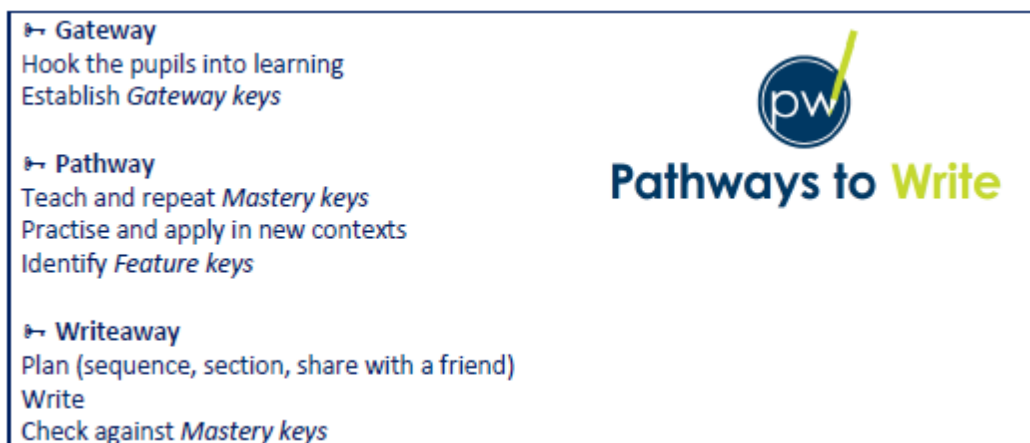 Gateway
Hook the pupils into learning
Establish Gateway keys
Pathway
Teach and repeat Mastery keys
Practise and apply in new contexts
Identify Feature keys
Writeaway
Plan (sequence, section, share with a friend)
Write
Check against Mastery keys
pw
Pathways to Write